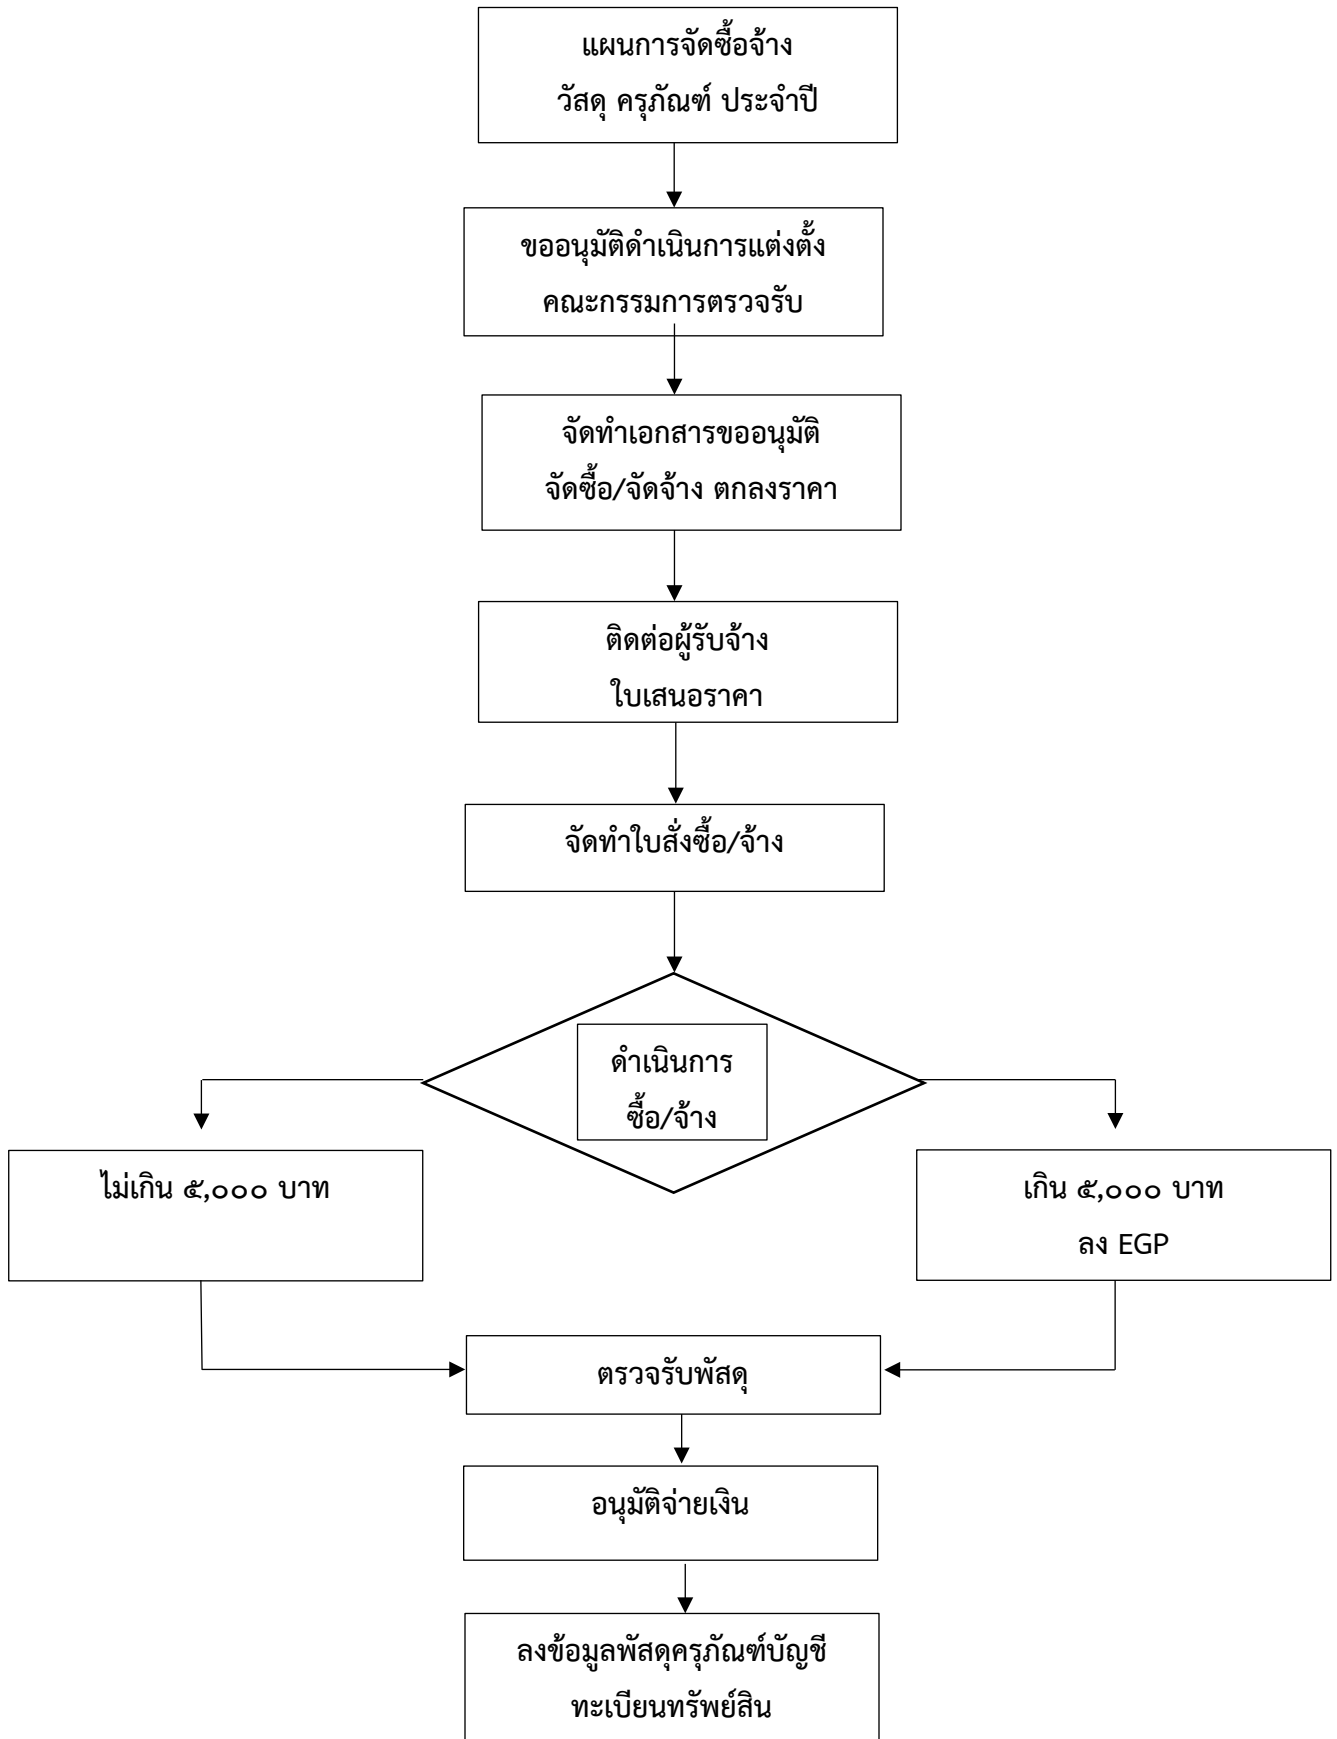 แผนการจัดซื้อจ้าง
วัสดุ ครุภัณฑ์ ประจำปี
ขออนุมัติดำเนินการแต่งตั้ง
คณะกรรมการตรวจรับ
จัดทำเอกสารขออนุมัติ
จัดซื้อ/จัดจ้าง ตกลงราคา
ติดต่อผู้รับจ้าง
ใบเสนอราคา
จัดทำใบสั่งซื้อ/จ้าง
ดำเนินการ
ซื้อ/จ้าง
ไม่เกิน ๕,๐๐๐ บาท
เกิน ๕,๐๐๐ บาท
ลง EGP
ตรวจรับพัสดุ
อนุมัติจ่ายเงิน
ลงข้อมูลพัสดุครุภัณฑ์บัญชี
ทะเบียนทรัพย์สิน